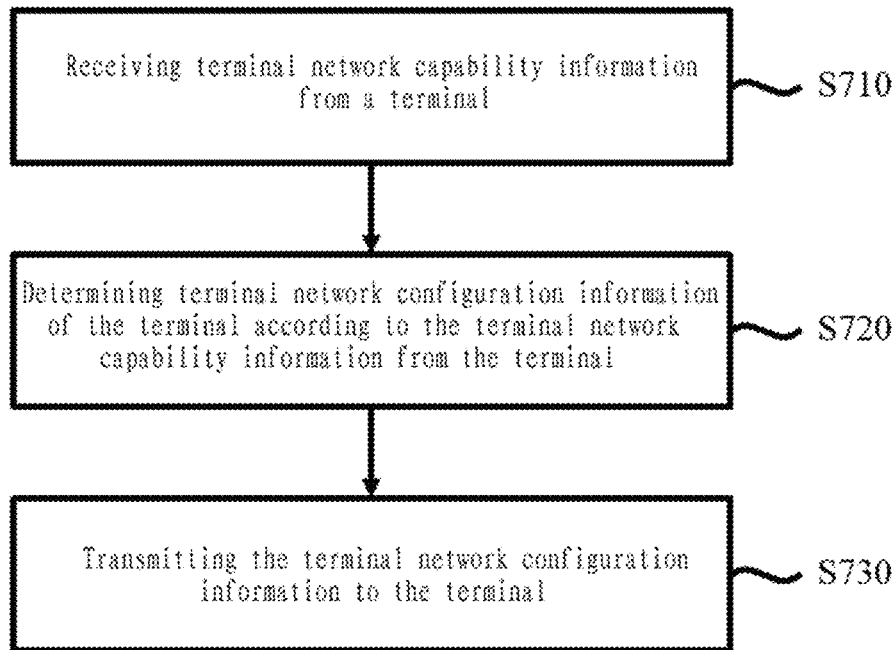 Receiving terminal network capability information
from a terminal
S710
Determining terminal network configuration information
of the terminal according to the terminal network
capability information from the terminal
S720
Transmitting the terminal network configuration
information to the terminal
S730